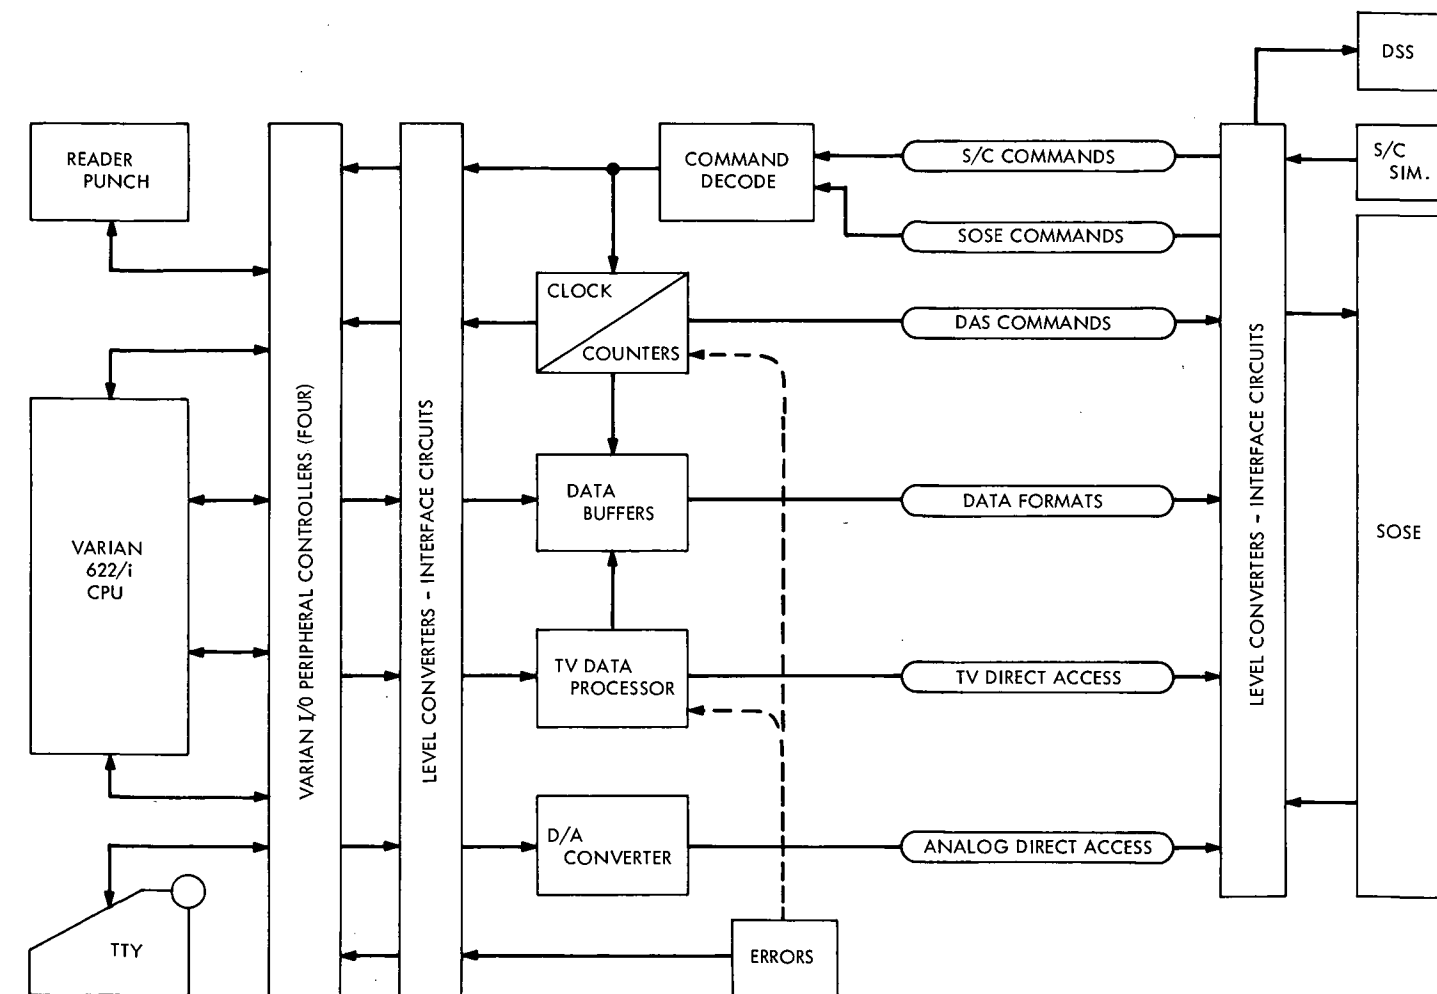 DSS
READER
PUNCH
COMMAND
DECODE
S/C COMMANDS
S/C
SIM.
SOSE COMMANDS
CLOCK
COUNTERS
DAS COMMANDS
VARIAN I/O PERIPHERAL CONTROLLERS (FOUR)
LEVEL CONVERTERS - INTERFACE CIRCUITS
LEVEL CONVERTERS - INTERFACE CIRCUITS
DATA
BUFFERS
DATA FORMATS
SOSE
VARIAN
622/i
CPU
TV DATA
PROCESSOR
TV DIRECT ACCESS
D/A
CONVERTER
ANALOG DIRECT ACCESS
TTY
ERRORS